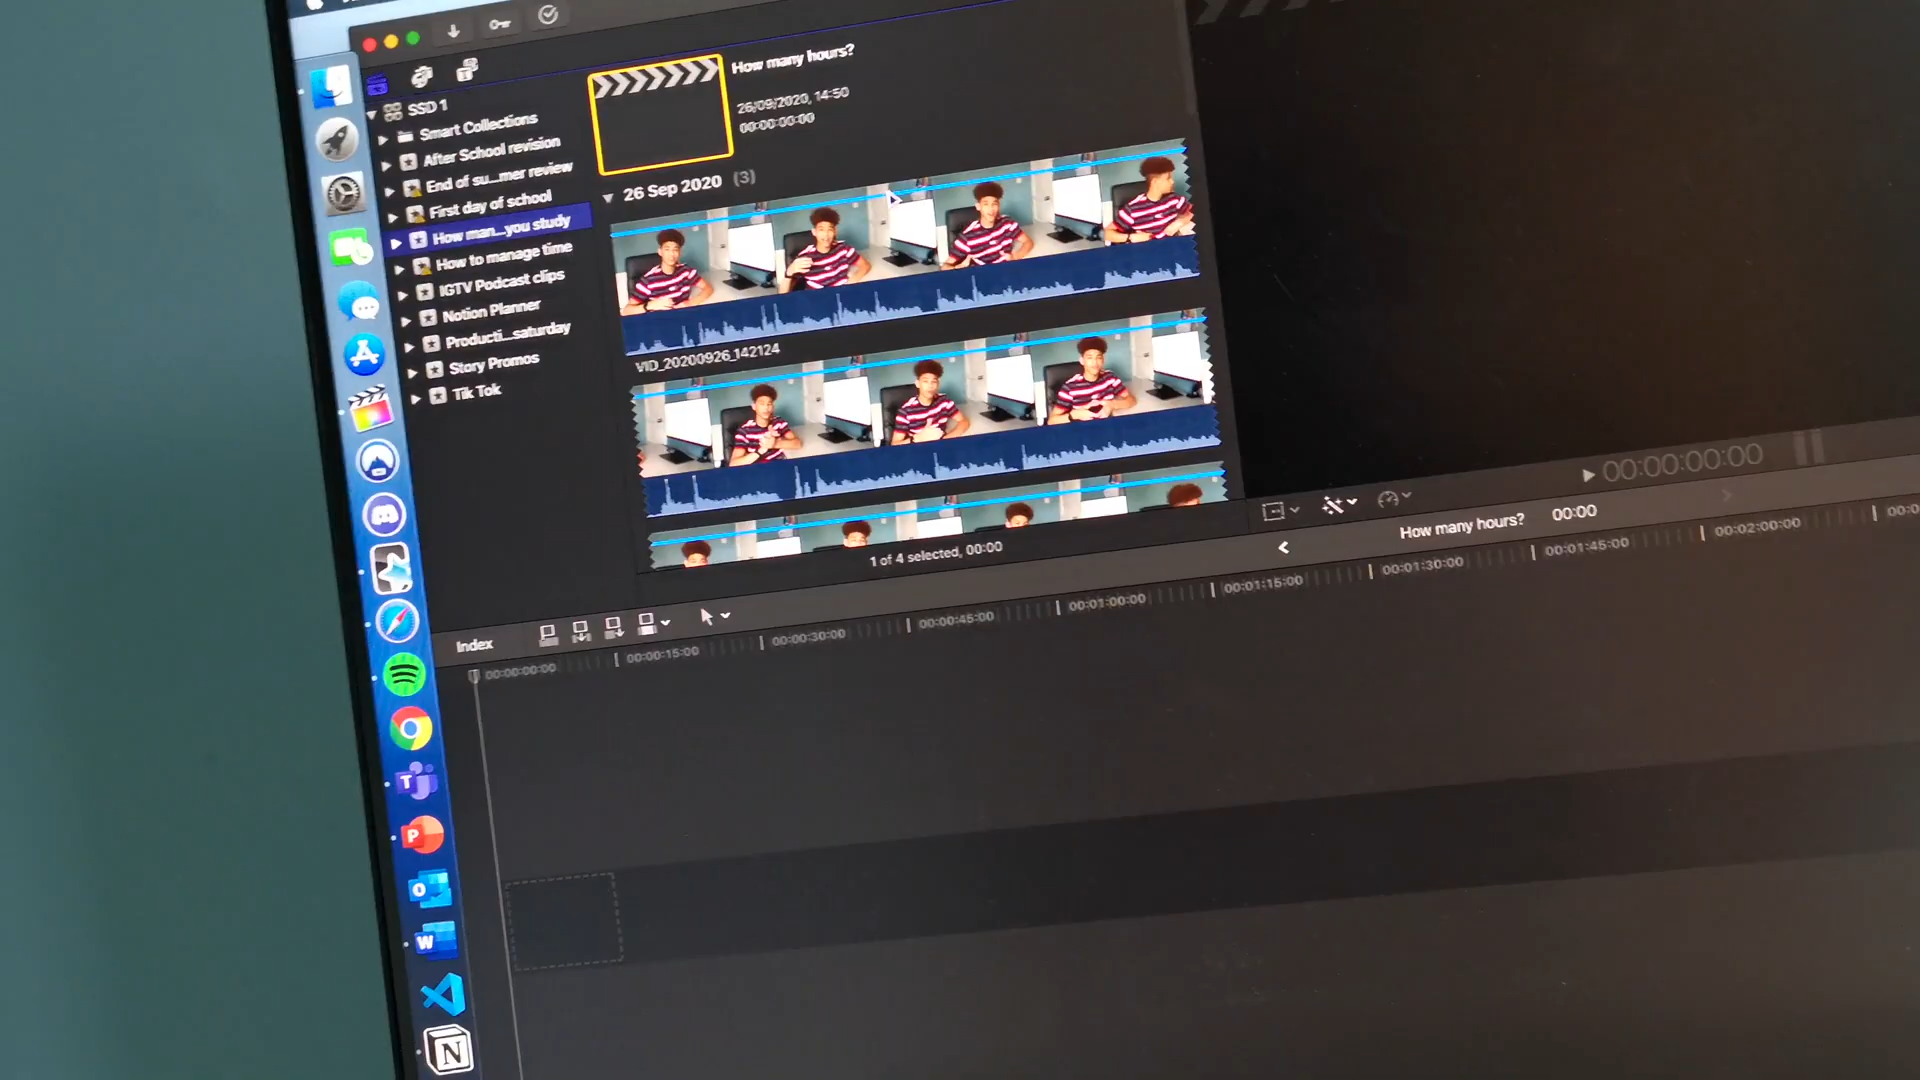 SSD 1
Smart Collections
After School revision
End of su...mer review
First day of school
How man...you study
How to manage time
IGTV Podcast clips
Notion Planner
Producti...saturday
Story Promos
Tik Tok
How many hours?
26/09/2020, 14:50
00:00:00:00
26 Sep 2020 (3)
VID_20200926_142124
1 of 4 selected, 00:00
00:00:00:00
How many hours? 00:00
Index
00:00:00:00
00:00:15:00
00:00:30:00
00:00:45:00
00:01:00:00
00:01:15:00
00:01:30:00
00:01:45:00
00:02:00:00
00:0
T
P
O
W
N